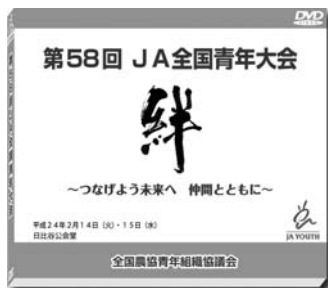 DVD
第58回 JA全国青年大会
絆
～つなげよう未来へ 仲間とともに～
平成24年2月14日（火）・15日（水）
日比谷公会堂
JA YOUTH
全国農協青年組織協議会